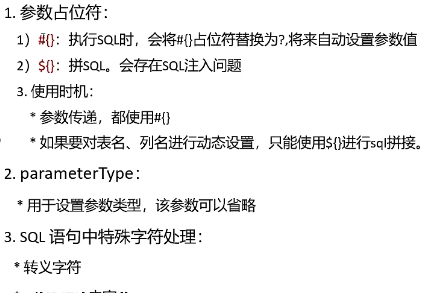 1. 参数占位符：
1）#{}：执行SQL时，会将#{}占位符替换为?,将来自动设置参数值
2）${}：拼SQL。会存在SQL注入问题
3. 使用时机：
* 参数传递，都使用#{}
* 如果要对表名、列名进行动态设置，只能使用${}进行sql拼接。
2. parameterType：
* 用于设置参数类型，该参数可以省略
3. SQL 语句中特殊字符处理：
* 转义字符